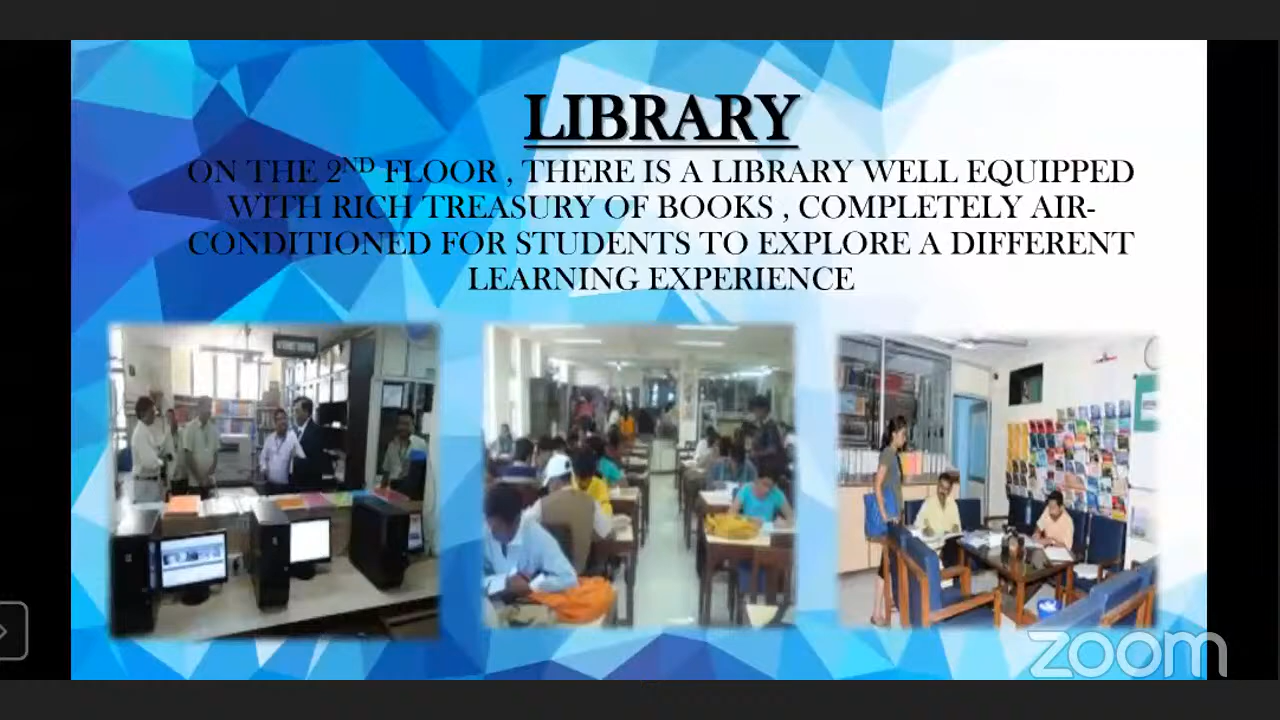 LIBRARY
ON THE 2ND FLOOR , THERE IS A LIBRARY WELL EQUIPPED
WITH RICH TREASURY OF BOOKS , COMPLETELY AIR-
CONDITIONED FOR STUDENTS TO EXPLORE A DIFFERENT
LEARNING EXPERIENCE
zoom